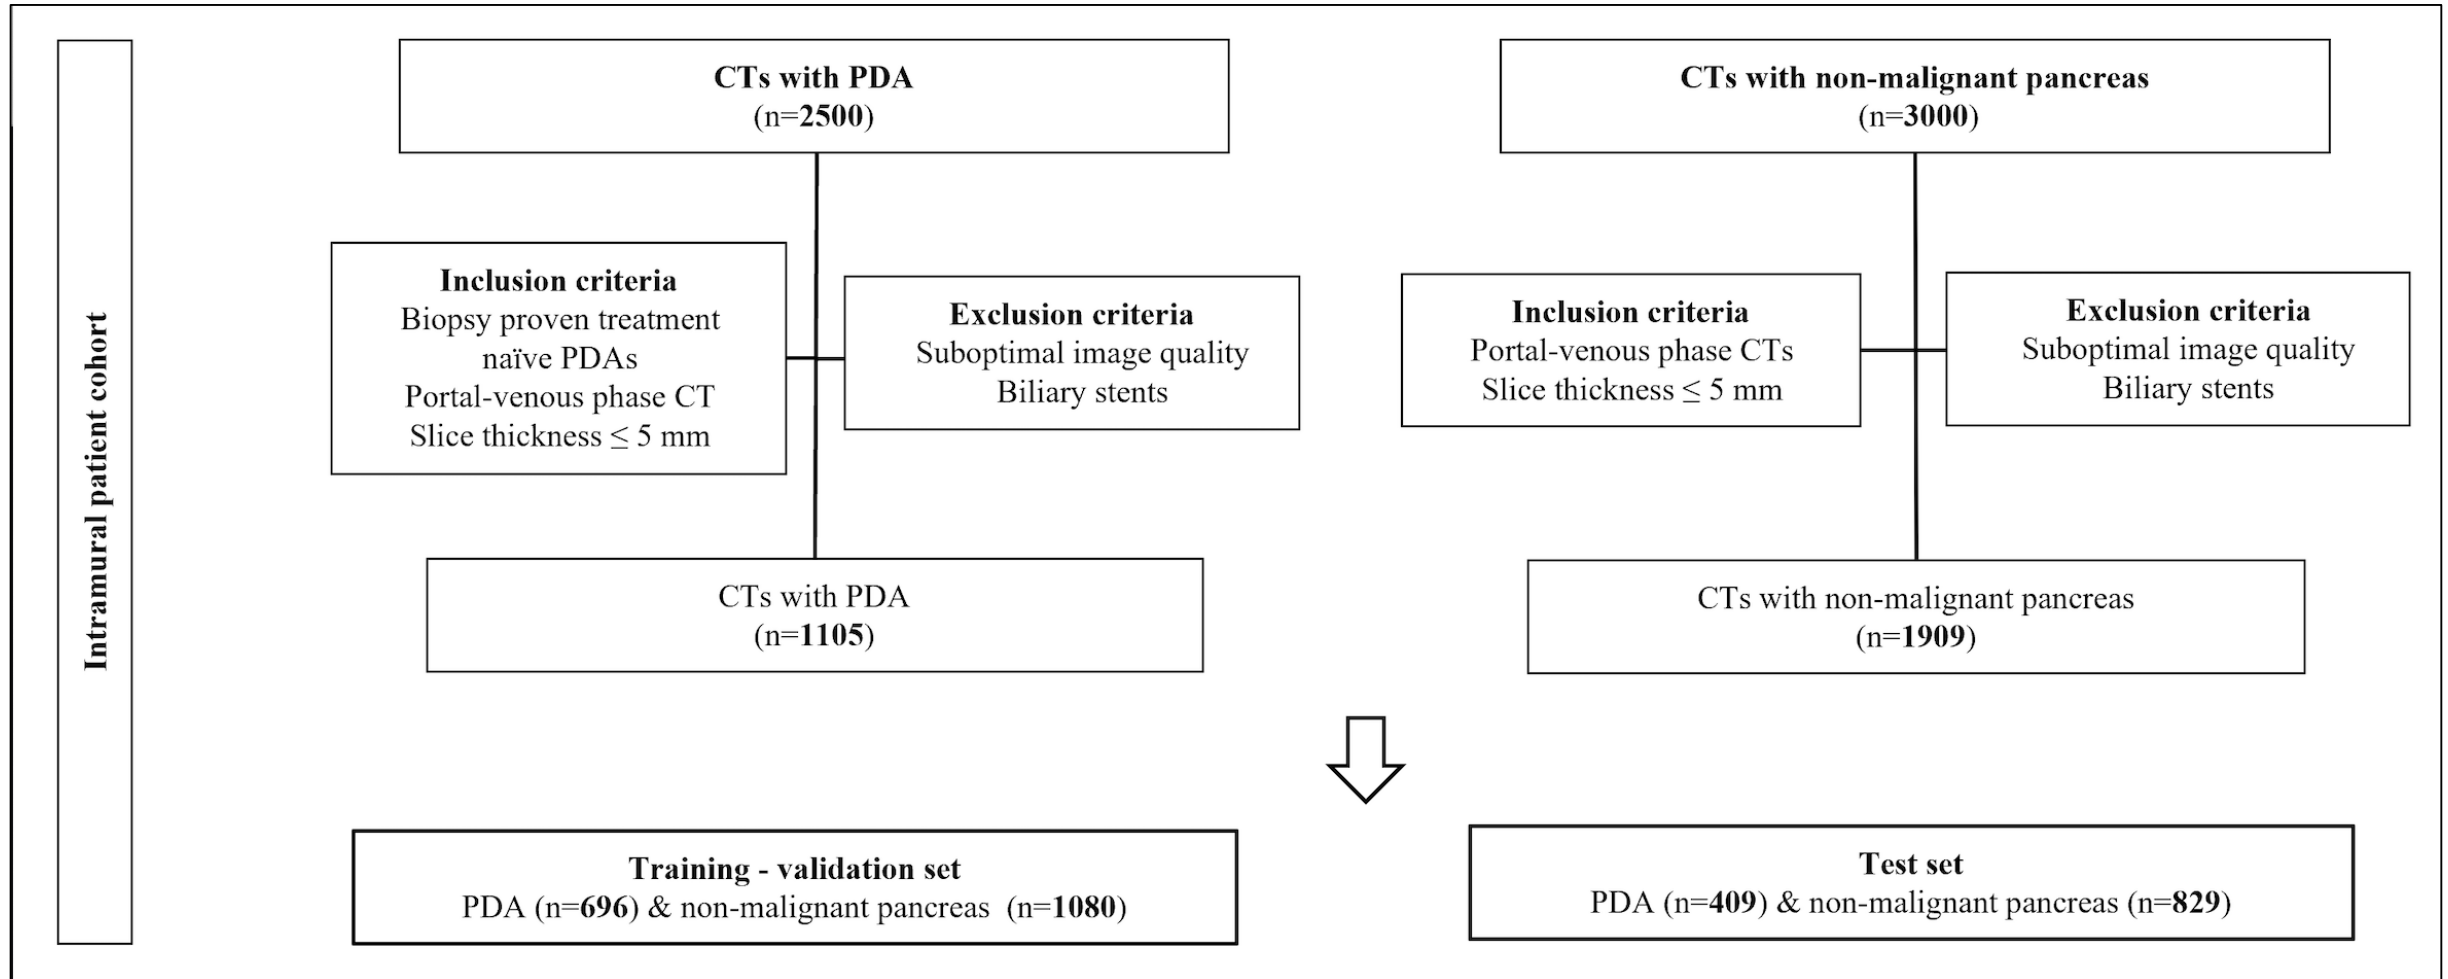 Intramural patient cohort
CTs with PDA
(n=2500)
CTs with non-malignant pancreas
(n=3000)
Inclusion criteria
Biopsy proven treatment
naïve PDAs
Portal-venous phase CT
Slice thickness ≤ 5 mm
Exclusion criteria
Suboptimal image quality
Biliary stents
Inclusion criteria
Portal-venous phase CTs
Slice thickness ≤ 5 mm
Exclusion criteria
Suboptimal image quality
Biliary stents
CTs with PDA
(n=1105)
CTs with non-malignant pancreas
(n=1909)
Training - validation set
PDA (n=696) & non-malignant pancreas (n=1080)
Test set
PDA (n=409) & non-malignant pancreas (n=829)